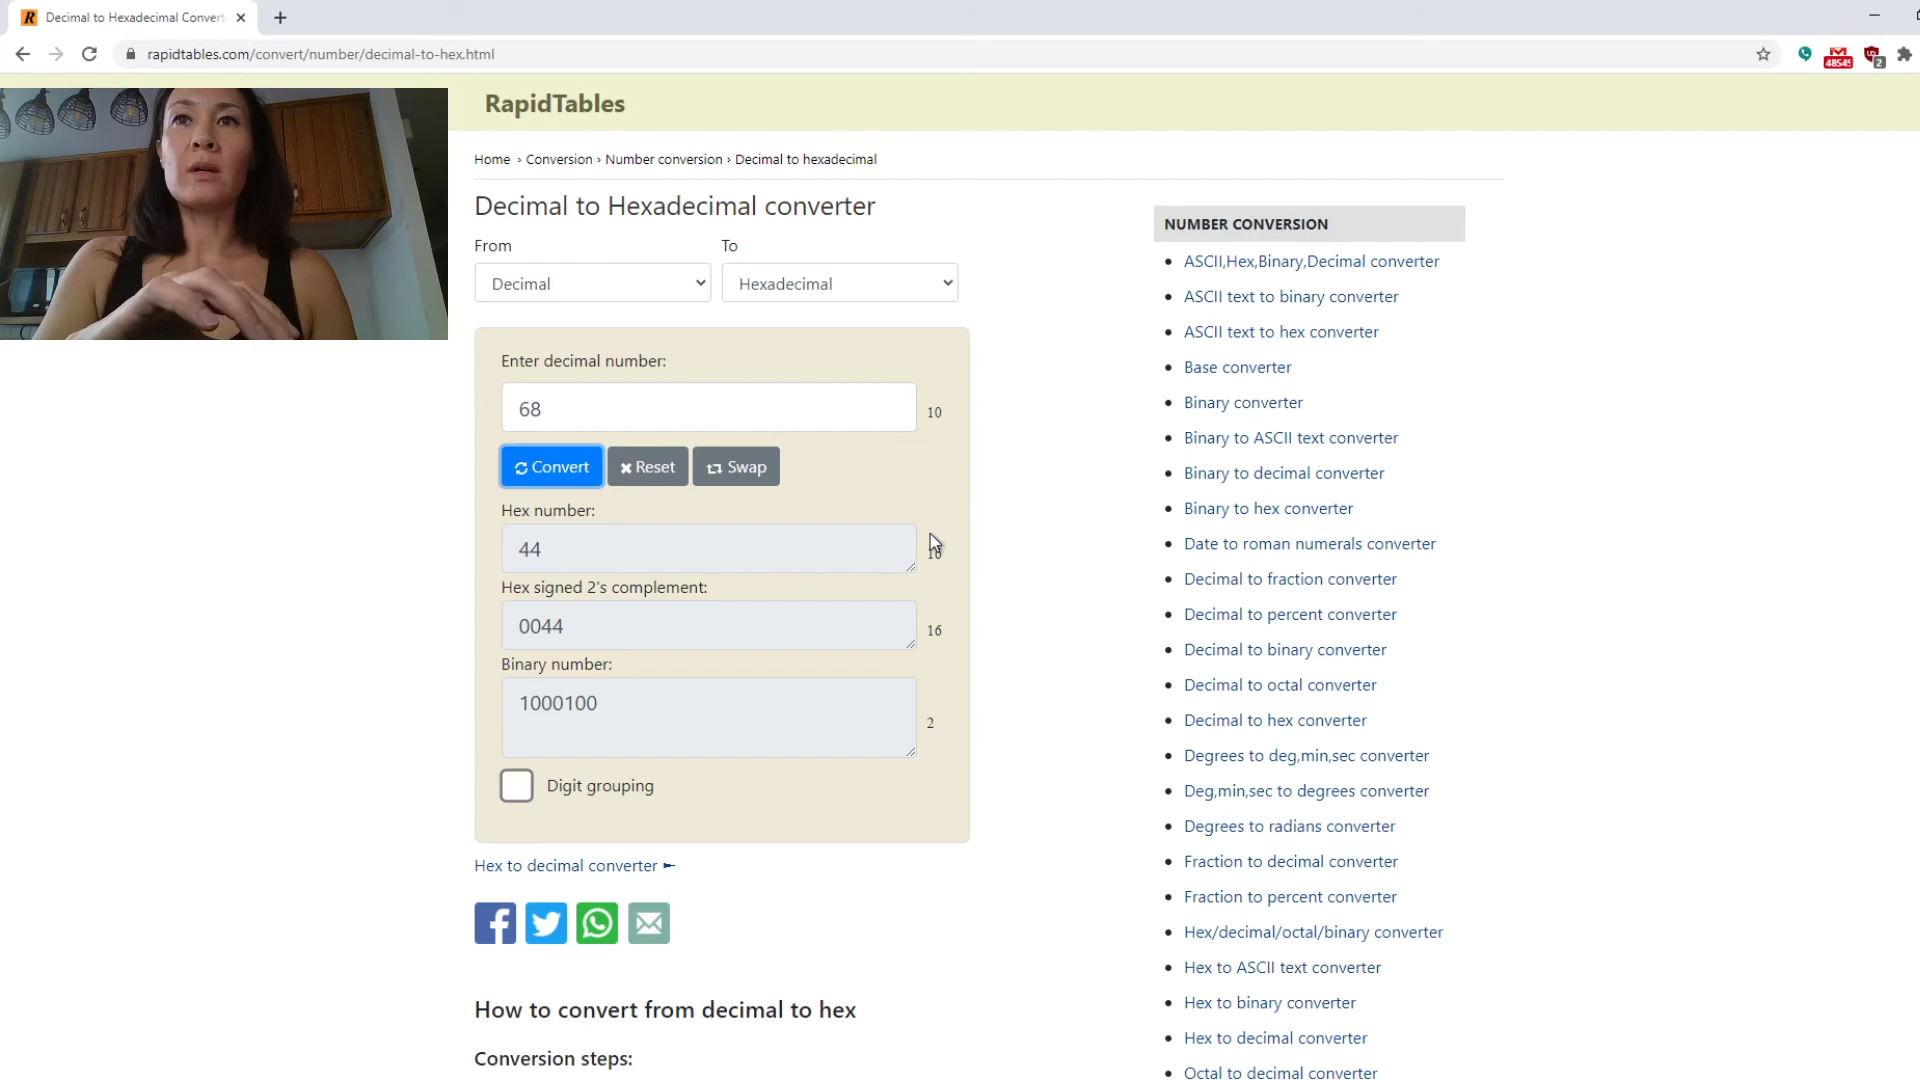 Decimal to Hexadecimal Convert
rapidtables.com/convert/number/decimal-to-hex.html
2
RapidTables
Home › Conversion › Number conversion › Decimal to hexadecimal
Decimal to Hexadecimal converter
From
To
Decimal
Hexadecimal
Enter decimal number:
68
10
Convert
Reset
Swap
Hex number:
44
16
Hex signed 2's complement:
0044
16
Binary number:
1000100
2
Digit grouping
Hex to decimal converter ►
How to convert from decimal to hex
Conversion steps:
NUMBER CONVERSION
ASCII,Hex,Binary,Decimal converter
ASCII text to binary converter
ASCII text to hex converter
Base converter
Binary converter
Binary to ASCII text converter
Binary to decimal converter
Binary to hex converter
Date to roman numerals converter
Decimal to fraction converter
Decimal to percent converter
Decimal to binary converter
Decimal to octal converter
Decimal to hex converter
Degrees to deg,min,sec converter
Deg,min,sec to degrees converter
Degrees to radians converter
Fraction to decimal converter
Fraction to percent converter
Hex/decimal/octal/binary converter
Hex to ASCII text converter
Hex to binary converter
Hex to decimal converter
Octal to decimal converter